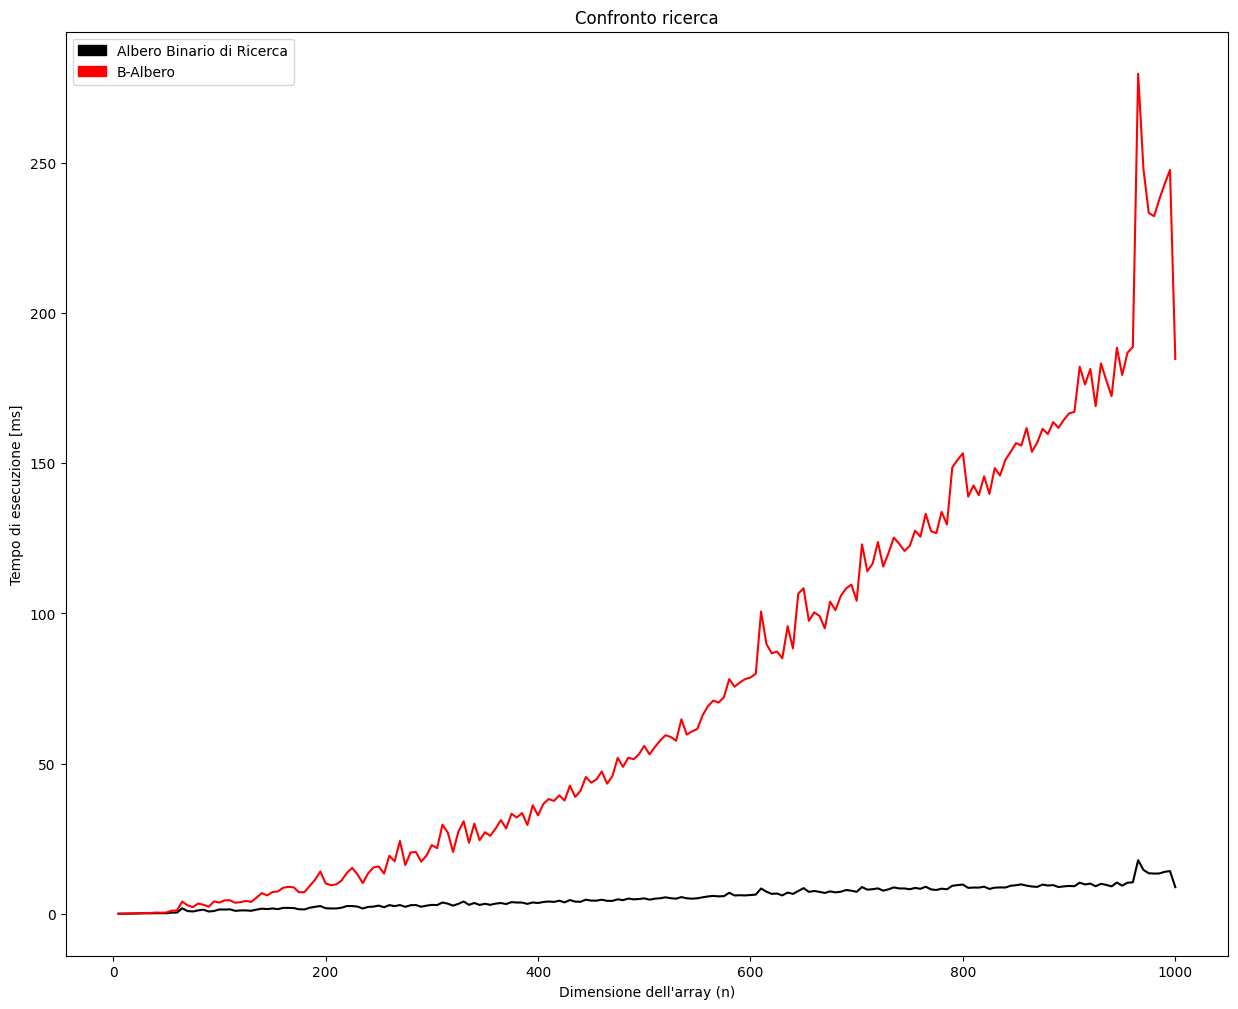 Confronto ricerca
Albero Binario di Ricerca
B-Albero
Tempo di esecuzione [ms]
250
200
150
100
50
0
0 200 400 600 800 1000
Dimensione dell'array (n)